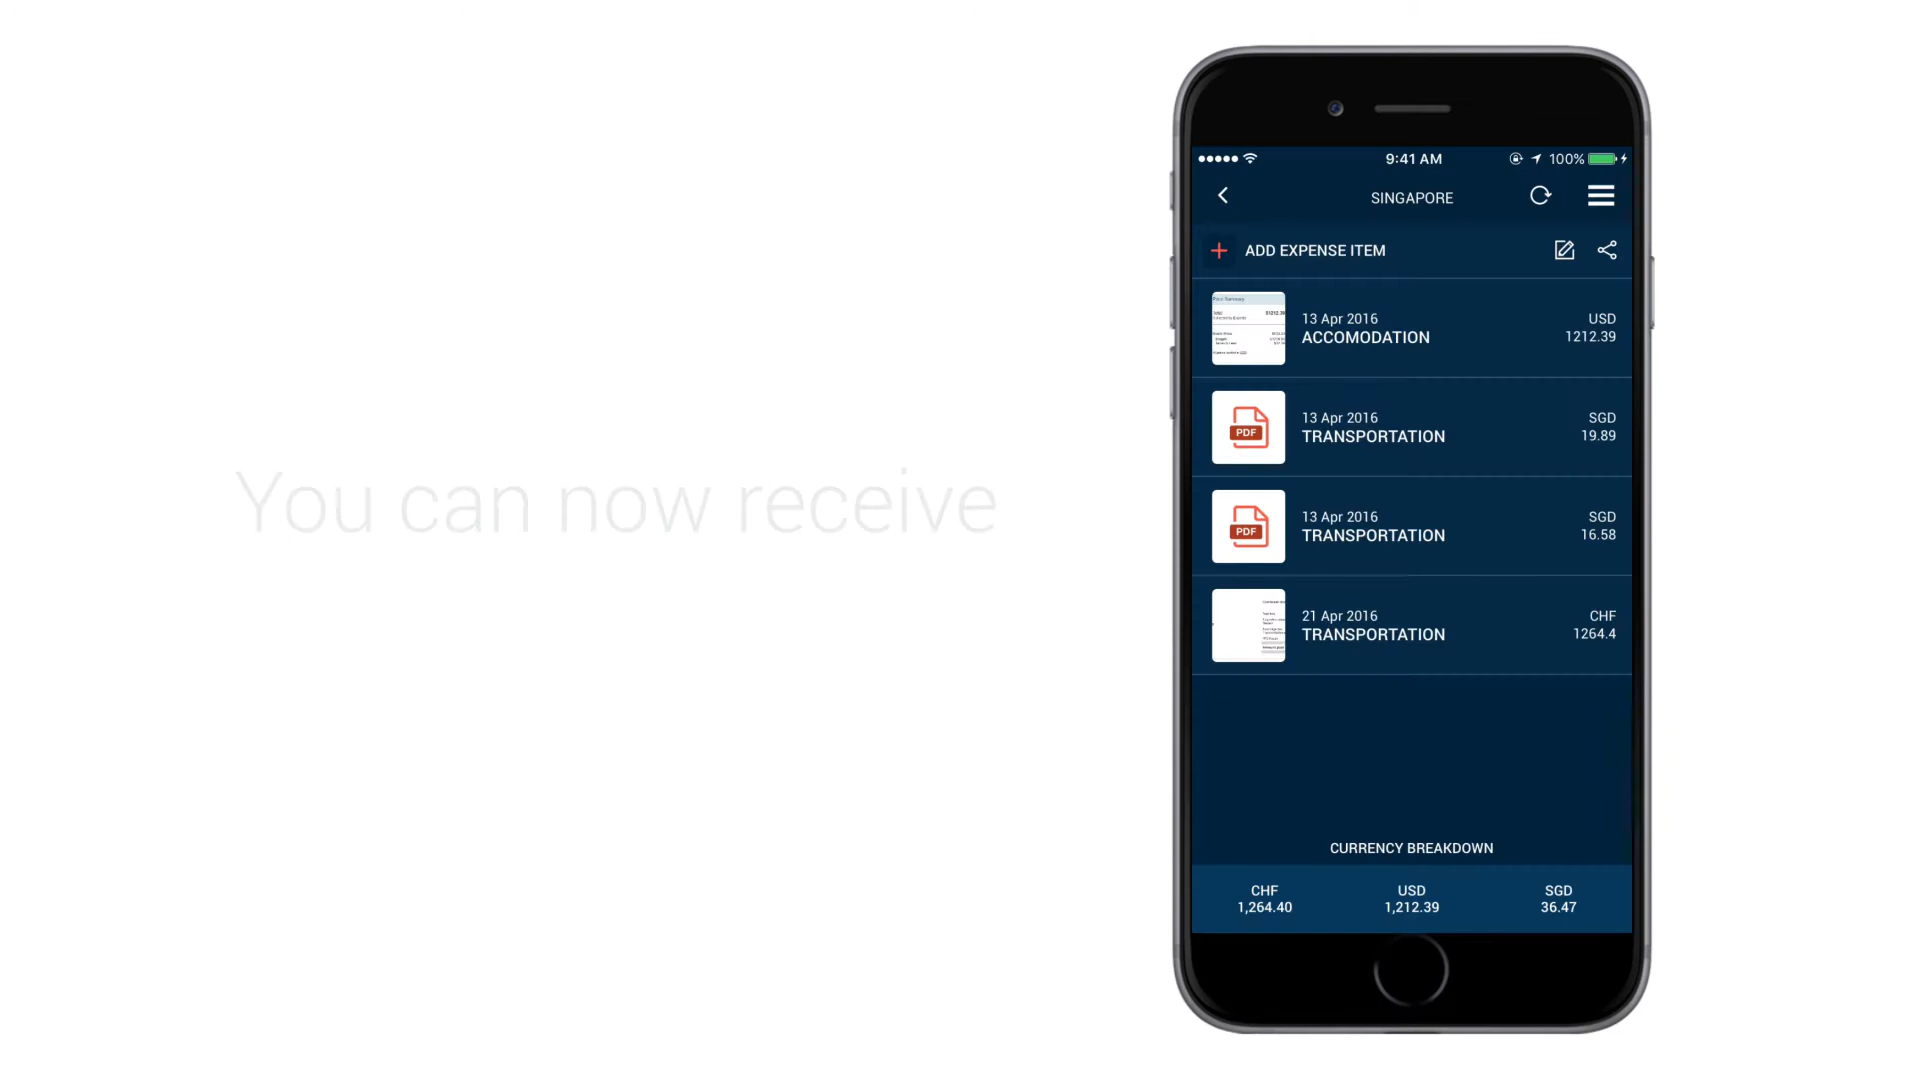 You can now receive
9:41 AM
100%
SINGAPORE
ADD EXPENSE ITEM
13 Apr 2016
USD
ACCOMODATION
1212.39
PDF
13 Apr 2016
SGD
TRANSPORTATION
19.89
PDF
13 Apr 2016
SGD
TRANSPORTATION
16.58
21 Apr 2016
CHF
TRANSPORTATION
1264.4
CURRENCY BREAKDOWN
CHF
USD
SGD
1,264.40
1,212.39
36.47